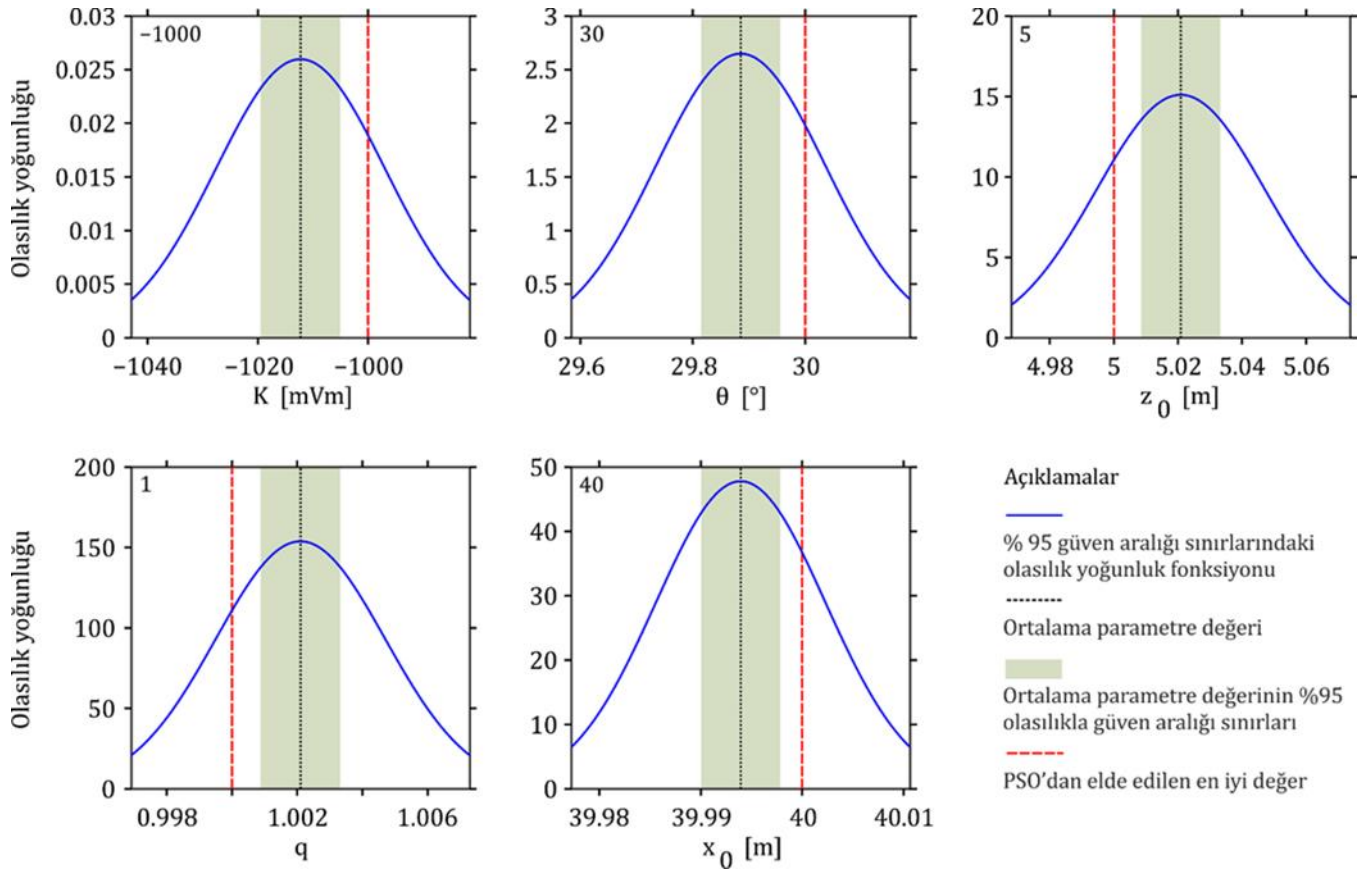 Olasılık yoğunluğu
0.03
0.025
0.02
0.015
0.01
0.005
0
−1000
−1040 −1020 −1000
K [mVm]
3
2.5
2
1.5
1
0.5
0
30
29.6 29.8 30
θ [°]
20
15
10
5
0
5
4.98 5 5.02 5.04 5.06
z 0 [m]
Olasılık yoğunluğu
200
150
100
50
0
1
0.998 1.002 1.006
q
50
40
30
20
10
0
40
39.98 39.99 40 40.01
x 0 [m]
Açıklamalar
% 95 güven aralığı sınırlarındaki
olasılık yoğunluk fonksiyonu
Ortalama parametre değeri
Ortalama parametre değerinin %95
olasılıkla güven aralığı sınırları
PSO'dan elde edilen en iyi değer